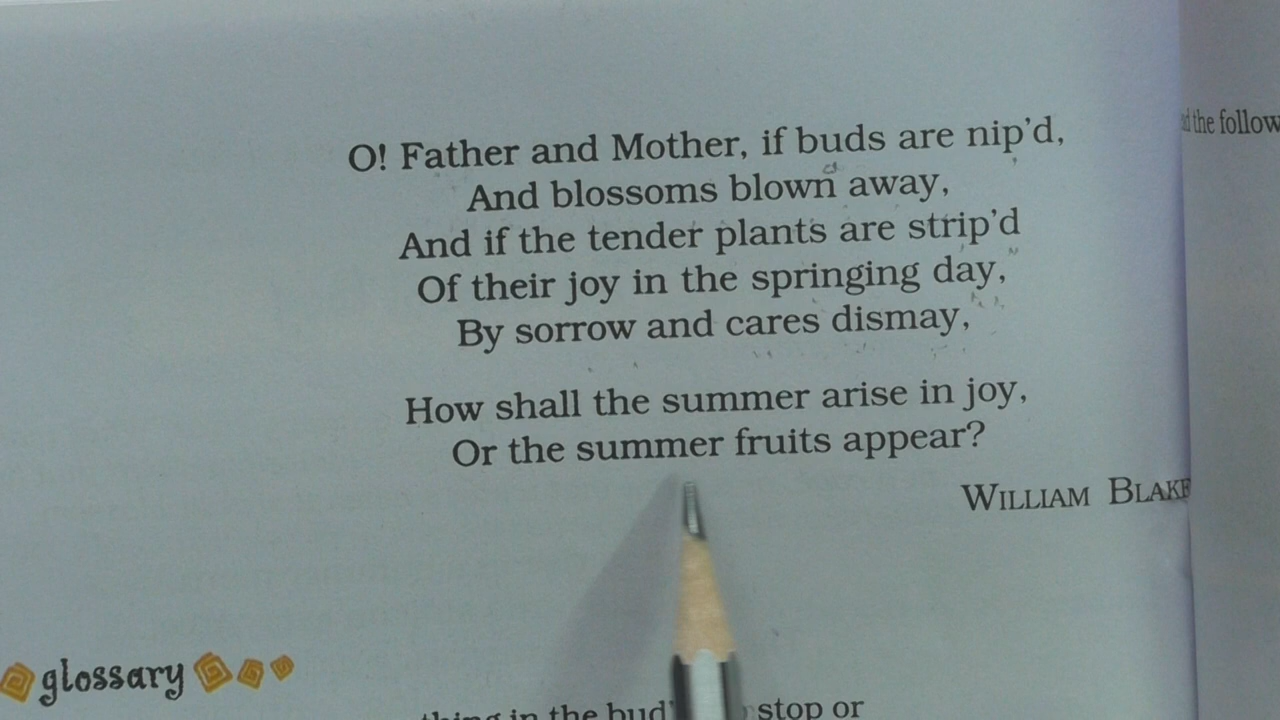 O! Father and Mother, if buds are nip'd,
And blossoms blown away,
And if the tender plants are strip'd
Of their joy in the springing day,
By sorrow and cares dismay,
How shall the summer arise in joy,
Or the summer fruits appear?
WILLIAM BLAKE
the follow
glossary
in the bud stop or